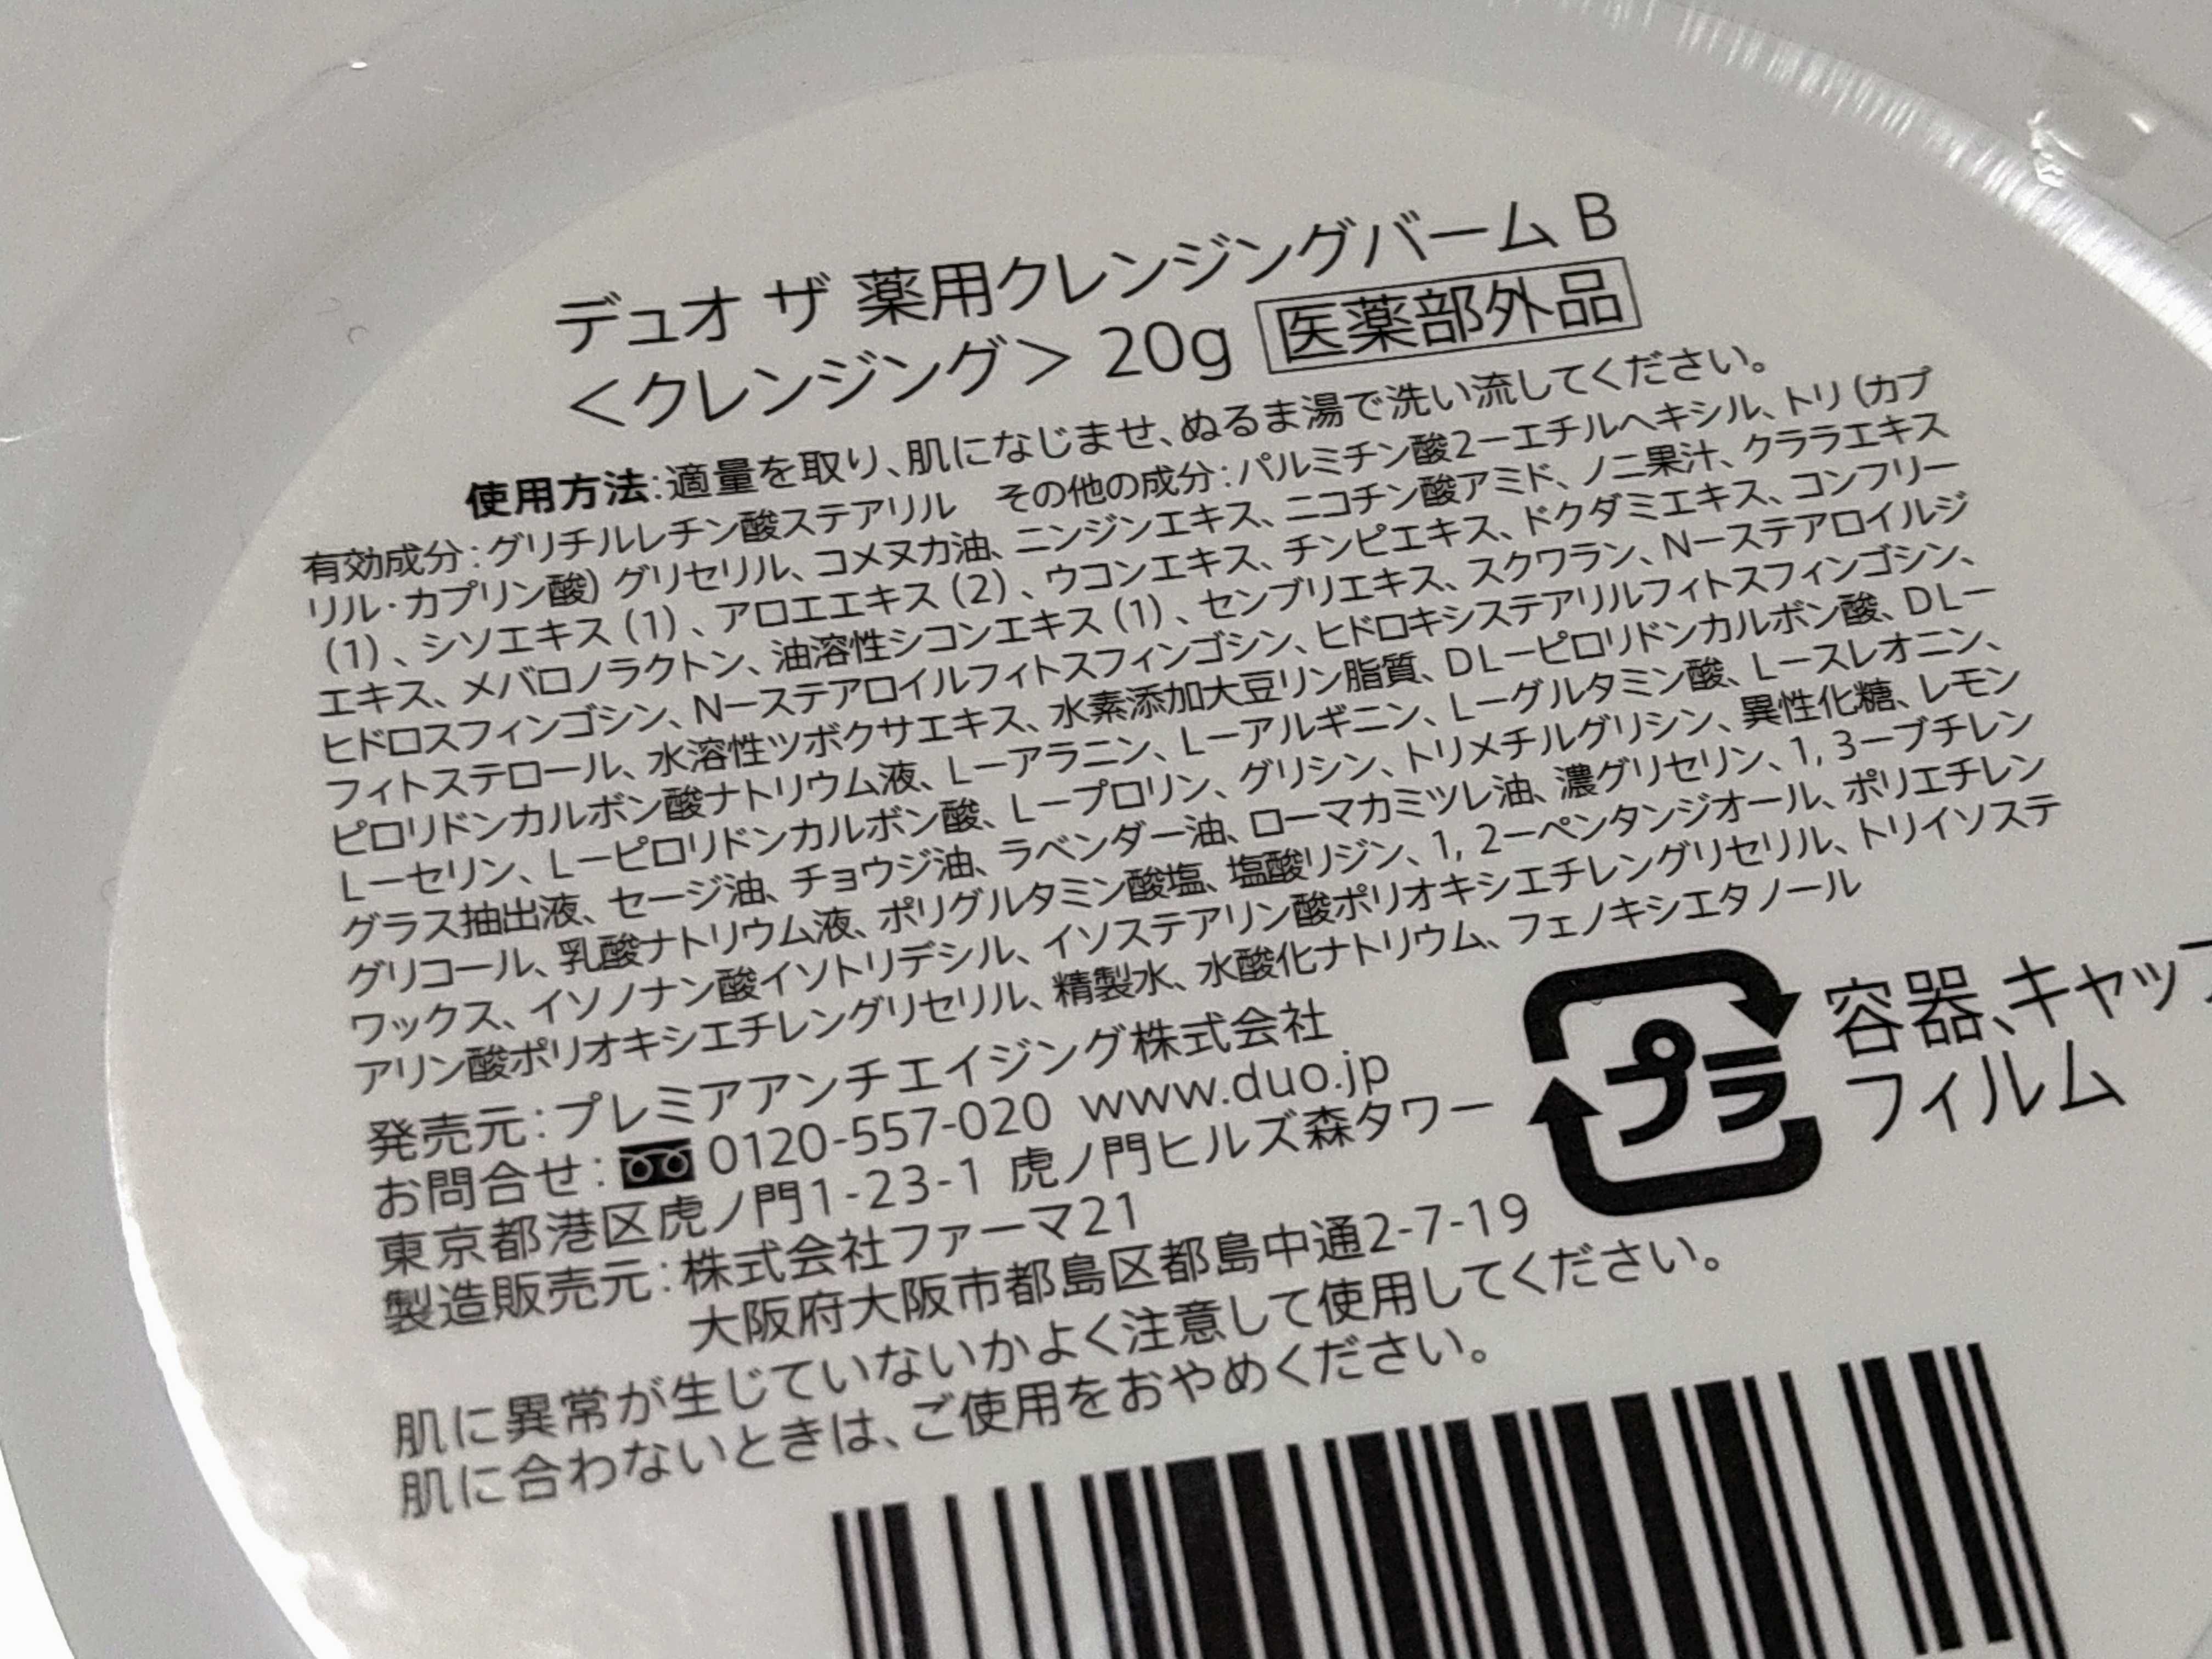 デュオ ザ 薬用クレンジングバーム B
＜クレンジング＞ 20g 医薬部外品
使用方法：適量を取り、肌になじませ、ぬるま湯で洗い流してください。
有効成分：グリチルレチン酸ステアリル　その他の成分：パルミチン酸2ーエチルヘキシル、トリ（カプ
リル・カプリン酸）グリセリル、コメヌカ油、ニンジンエキス、ニコチン酸アミド、ノニ果汁、クララエキス
（1）、シソエキス（1）、アロエエキス（2）、ウコンエキス、チンピエキス、ドクダミエキス、コンフリー
エキス、メバロノラクトン、油溶性シコンエキス（1）、センブリエキス、スクワラン、Nーステアロイルジ
ヒドロスフィンゴシン、Nーステアロイルフィトスフィンゴシン、ヒドロキシステアリルフィトスフィンゴシン、
フィトステロール、水溶性ツボクサエキス、水素添加大豆リン脂質、DLーピロリドンカルボン酸、DLー
ピロリドンカルボン酸ナトリウム液、Lーアラニン、Lーアルギニン、Lーグルタミン酸、Lースレオニン、
Lーセリン、Lーピロリドンカルボン酸、Lープロリン、グリシン、トリメチルグリシン、異性化糖、レモン
グラス抽出液、セージ油、チョウジ油、ラベンダー油、ローマカミツレ油、濃グリセリン、1, 3ーブチレン
グリコール、乳酸ナトリウム液、ポリグルタミン酸塩、塩酸リジン、1, 2ーペンタンジオール、ポリエチレン
ワックス、イソノナン酸イソトリデシル、イソステアリン酸ポリオキシエチレングリセリル、トリイソステ
アリン酸ポリオキシエチレングリセリル、精製水、水酸化ナトリウム、フェノキシエタノール
発売元：プレミアアンチエイジング株式会社
お問合せ：0120-557-020 www.duo.jp
東京都港区虎ノ門1-23-1 虎ノ門ヒルズ森タワー
製造販売元：株式会社ファーマ21
大阪府大阪市都島区都島中通2-7-19
プラ
容器、キャップ
フィルム
肌に異常が生じていないかよく注意して使用してください。
肌に合わないときは、ご使用をおやめください。